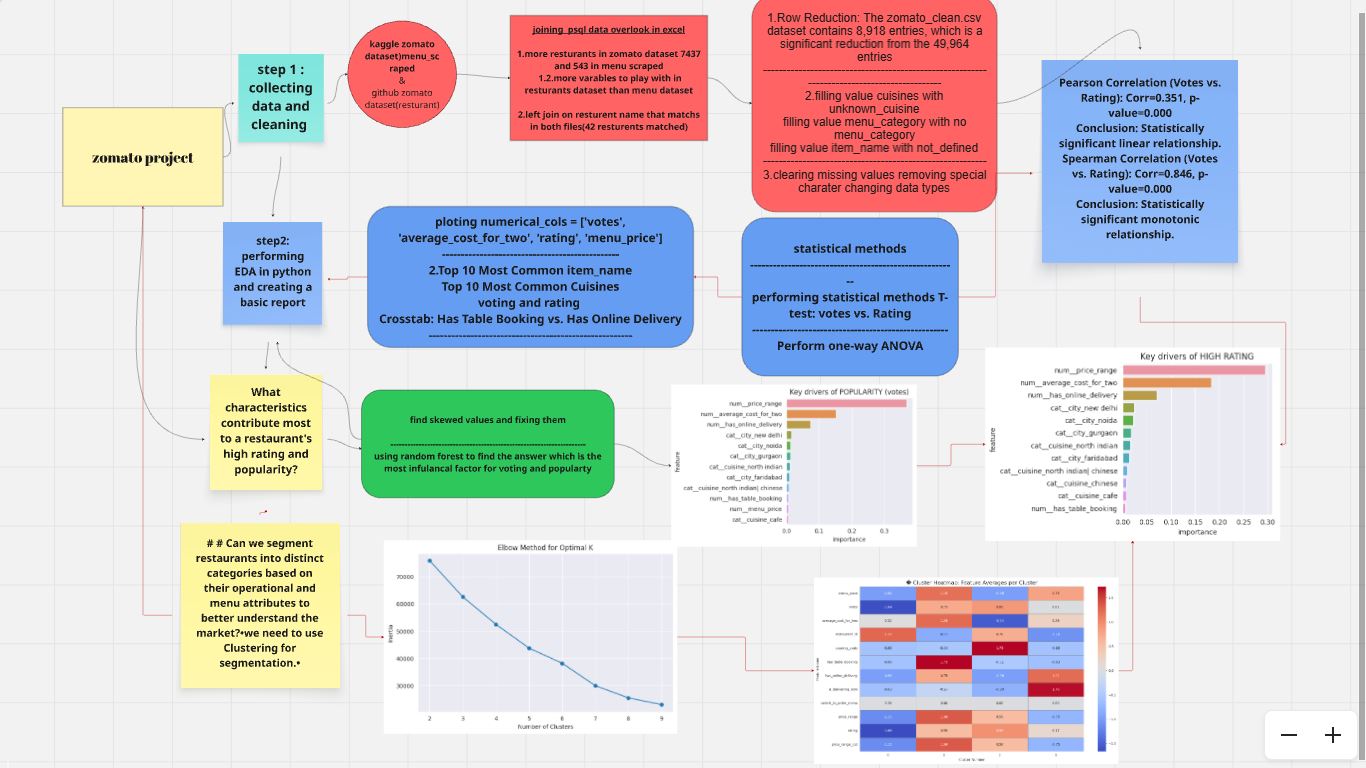 zomato project
step 1 :
collecting
data and
cleaning
kaggle zomato
dataset)menu_sc
raped
&
github zomato
dataset(resturant)
joining psql data overlook in excel
1.more resturants in zomato dataset 7437
and 543 in menu scraped
1.2.more varables to play with in
resturants dataset than menu dataset
2.left join on resturent name that matchs
in both files(42 resturents matched)
1.Row Reduction: The zomato_clean.csv
dataset contains 8,918 entries, which is a
significant reduction from the 49,964
entries
2.filling value cuisines with
unknown_cuisine
filling value menu_category with no
menu_category
filling value item_name with not_defined
3.clearing missing values removing special
charater changing data types
Pearson Correlation (Votes vs.
Rating): Corr=0.351, p-
value=0.000
Conclusion: Statistically
significant linear relationship.
Spearman Correlation (Votes
vs. Rating): Corr=0.846, p-
value=0.000
Conclusion: Statistically
significant monotonic
relationship.
step2:
performing
EDA in python
and creating a
basic report
ploting numerical_cols = ['votes',
'average_cost_for_two', 'rating', 'menu_price']
2.Top 10 Most Common item_name
Top 10 Most Common Cuisines
voting and rating
Crosstab: Has Table Booking vs. Has Online Delivery
statistical methods
performing statistical methods T-
test: votes vs. Rating
Perform one-way ANOVA
What
characteristics
contribute most
to a restaurant's
high rating and
popularity?
find skewed values and fixing them
using random forest to find the answer which is the
most infulancal factor for voting and popularty
Key drivers of POPULARITY (votes)
num__price_range
num__average_cost_for_two
num__has_online_delivery
cat__city_new delhi
cat__city_noida
cat__city_gurgaon
cat__cuisine_north indian
cat__city_faridabad
cat__cuisine_north indian| chinese
num__has_table_booking
num__menu_price
cat__cuisine_cafe
feature
0.0 0.1 0.2 0.3
importance
Key drivers of HIGH RATING
num__price_range
num__average_cost_for_two
num__has_online_delivery
cat__city_new delhi
cat__city_noida
cat__city_gurgaon
cat__cuisine_north indian
cat__city_faridabad
cat__cuisine_north indian| chinese
cat__cuisine_chinese
cat__cuisine_cafe
num__has_table_booking
feature
0.00 0.05 0.10 0.15 0.20 0.25 0.30
importance
# # Can we segment
restaurants into distinct
categories based on
their operational and
menu attributes to
better understand the
market?•we need to use
Clustering for
segmentation.•
Elbow Method for Optimal K
70000
60000
50000
40000
30000
Inertia
2 3 4 5 6 7 8 9
Number of Clusters
Cluster Heatmap: Feature Averages per Cluster
menu_price
votes
average_cost_for_two
has_table_booking
has_online_delivery
price_range
rating
Cluster Number